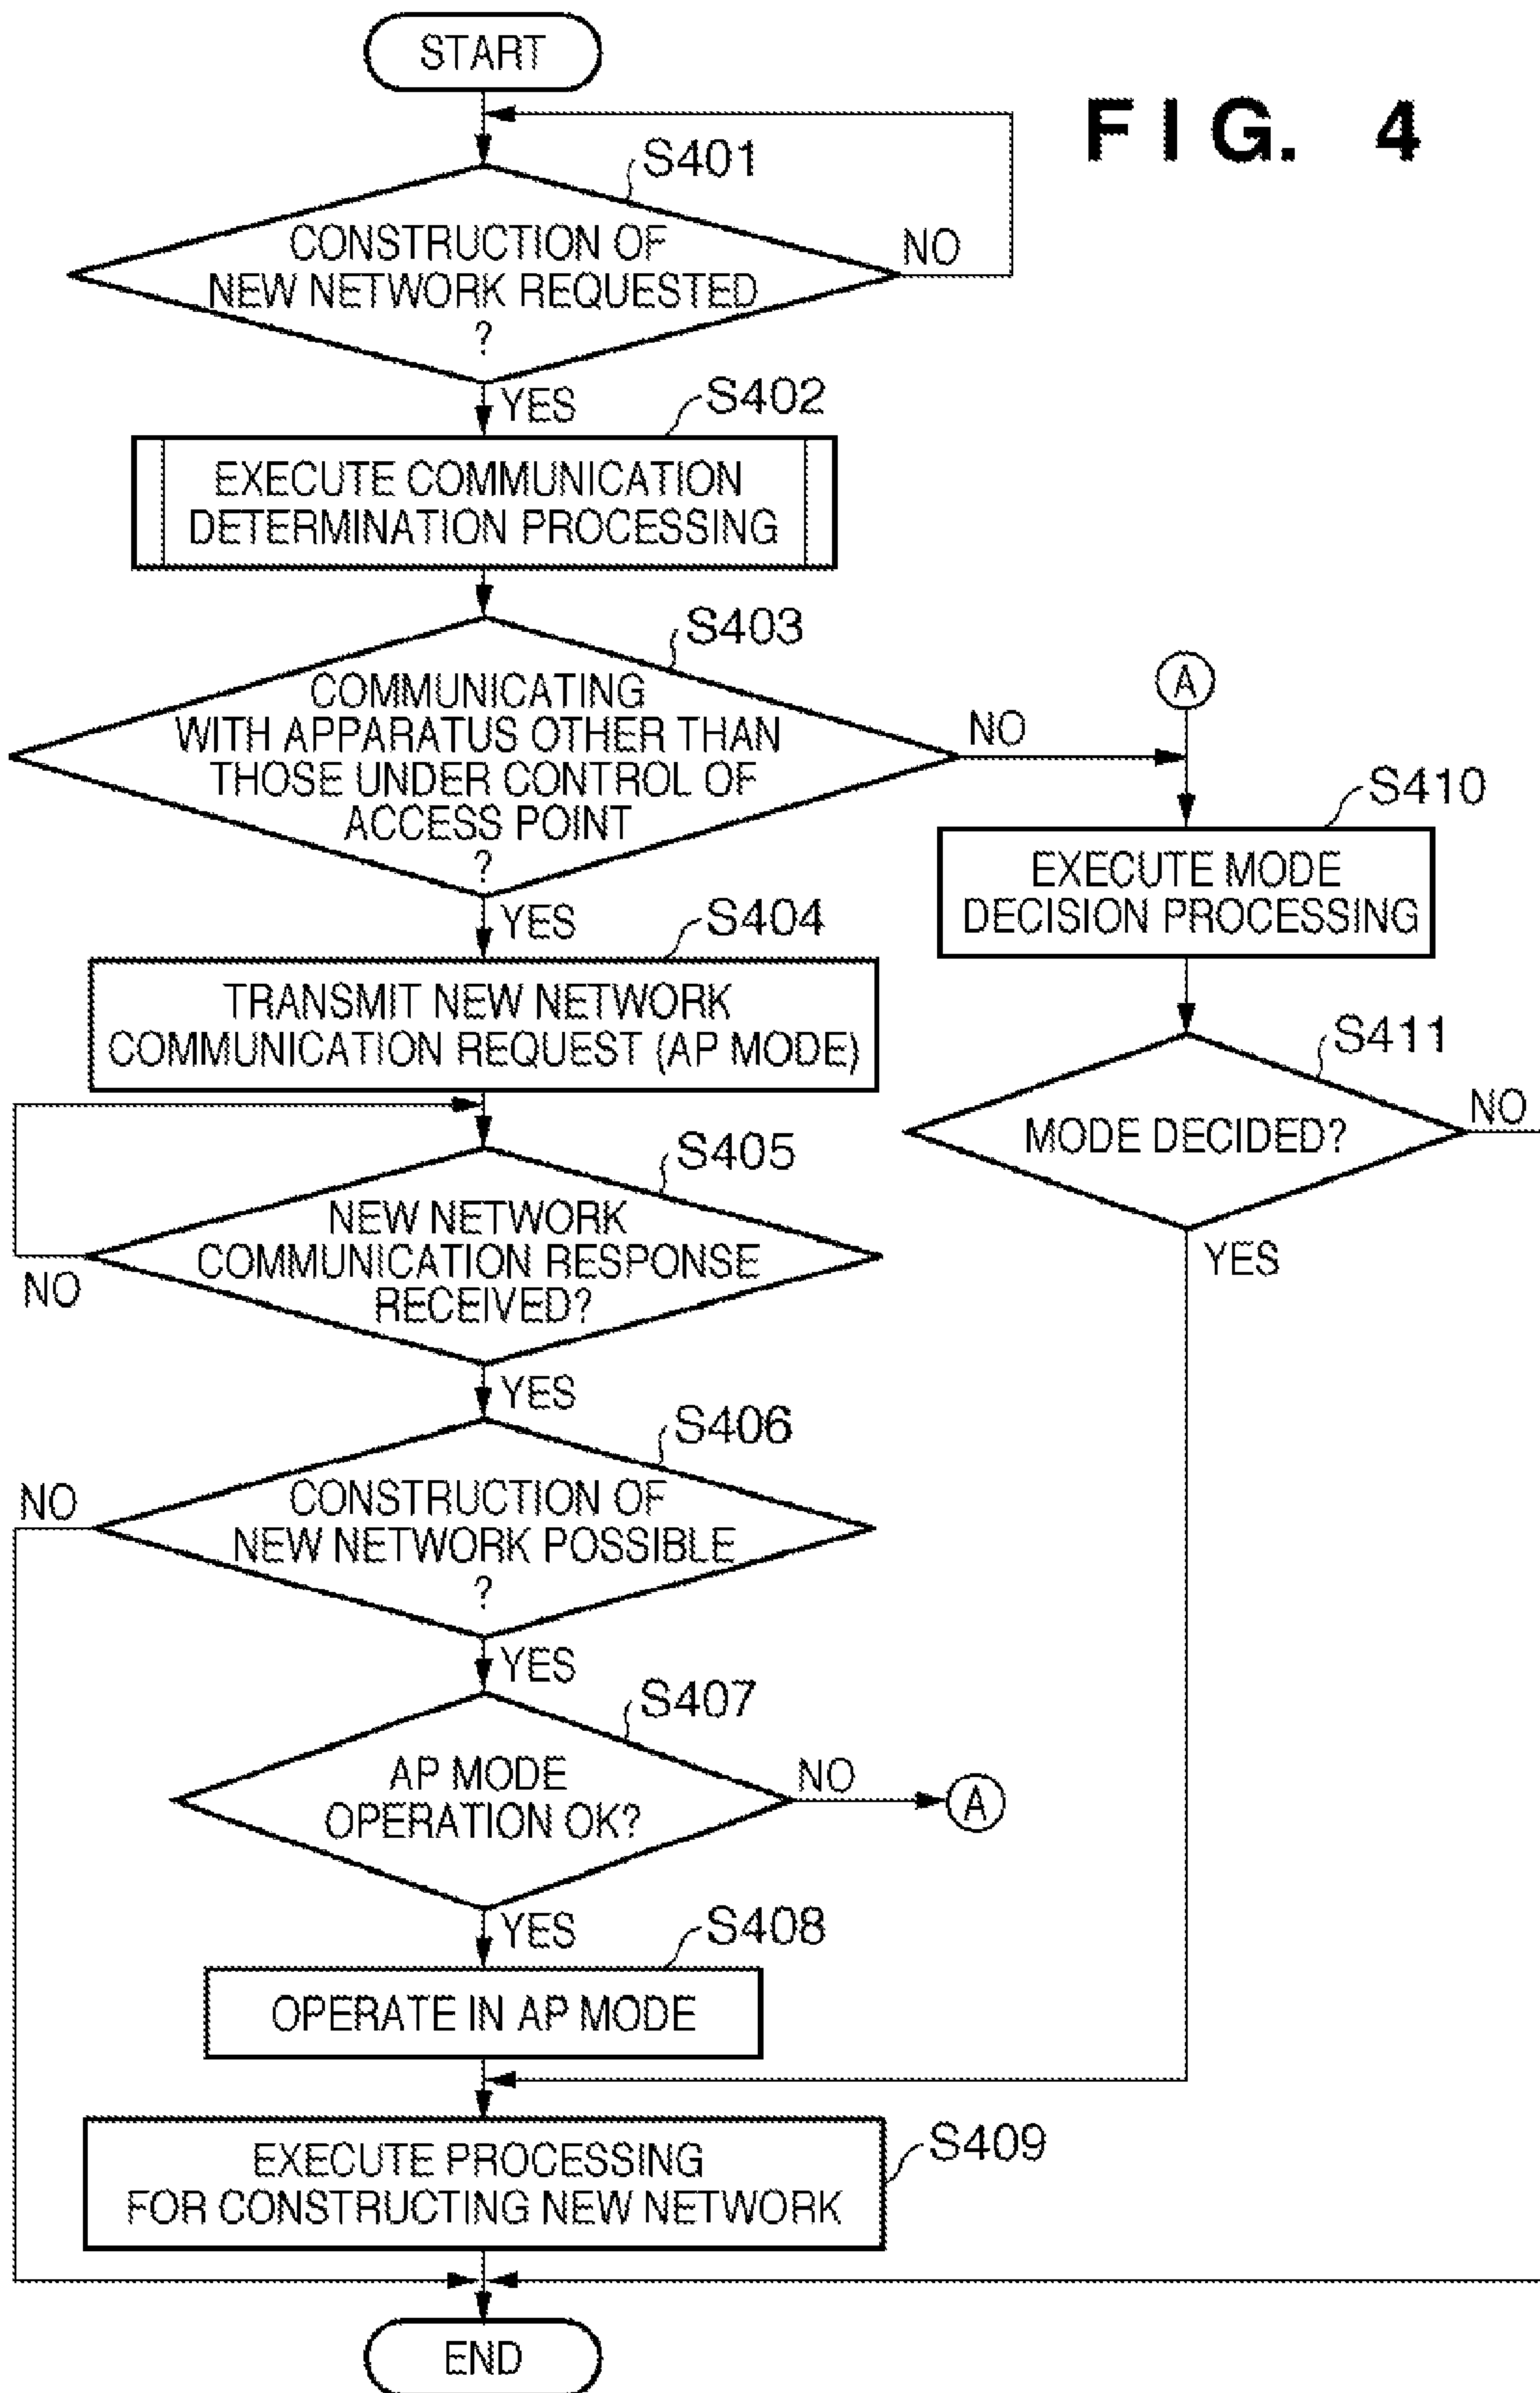 START
FIG. 4
S401
CONSTRUCTION OF
NEW NETWORK REQUESTED
?
NO
YES
S402
EXECUTE COMMUNICATION
DETERMINATION PROCESSING
S403
COMMUNICATING
WITH APPARATUS OTHER THAN
THOSE UNDER CONTROL OF
ACCESS POINT
?
NO
YES
A
S410
EXECUTE MODE
DECISION PROCESSING
S404
TRANSMIT NEW NETWORK
COMMUNICATION REQUEST (AP MODE)
S411
MODE DECIDED?
NO
YES
S405
NEW NETWORK
COMMUNICATION RESPONSE
RECEIVED?
NO
YES
S406
CONSTRUCTION OF
NEW NETWORK POSSIBLE
?
NO
YES
S407
AP MODE
OPERATION OK?
NO
A
YES
S408
OPERATE IN AP MODE
S409
EXECUTE PROCESSING
FOR CONSTRUCTING NEW NETWORK
END